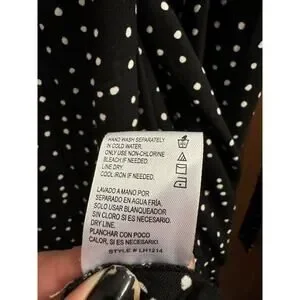 HAND WASH SEPARATELY
IN COLD WATER,
ONLY USE NON-CHLORINE
BLEACH IF NEEDED.
LINE DRY.
COOL IRON IF NEEDED.
LAVADO A MANO POR
SEPARADO EN AGUA FRÍA
SOLO USAR BLANQUEADOR
SIN CLORO SI ES NECESARIO.
DRY LINE.
PLANCHAR CON POCO
CALOR, SI ES NECESARIO.
STYLE # LH1214